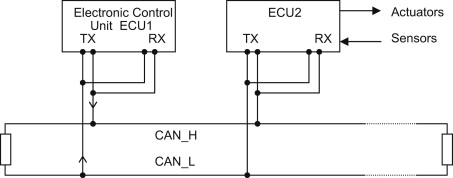 Electronic Control
Unit ECU1
TX RX
ECU2
TX RX
Actuators
Sensors
CAN_H
CAN_L